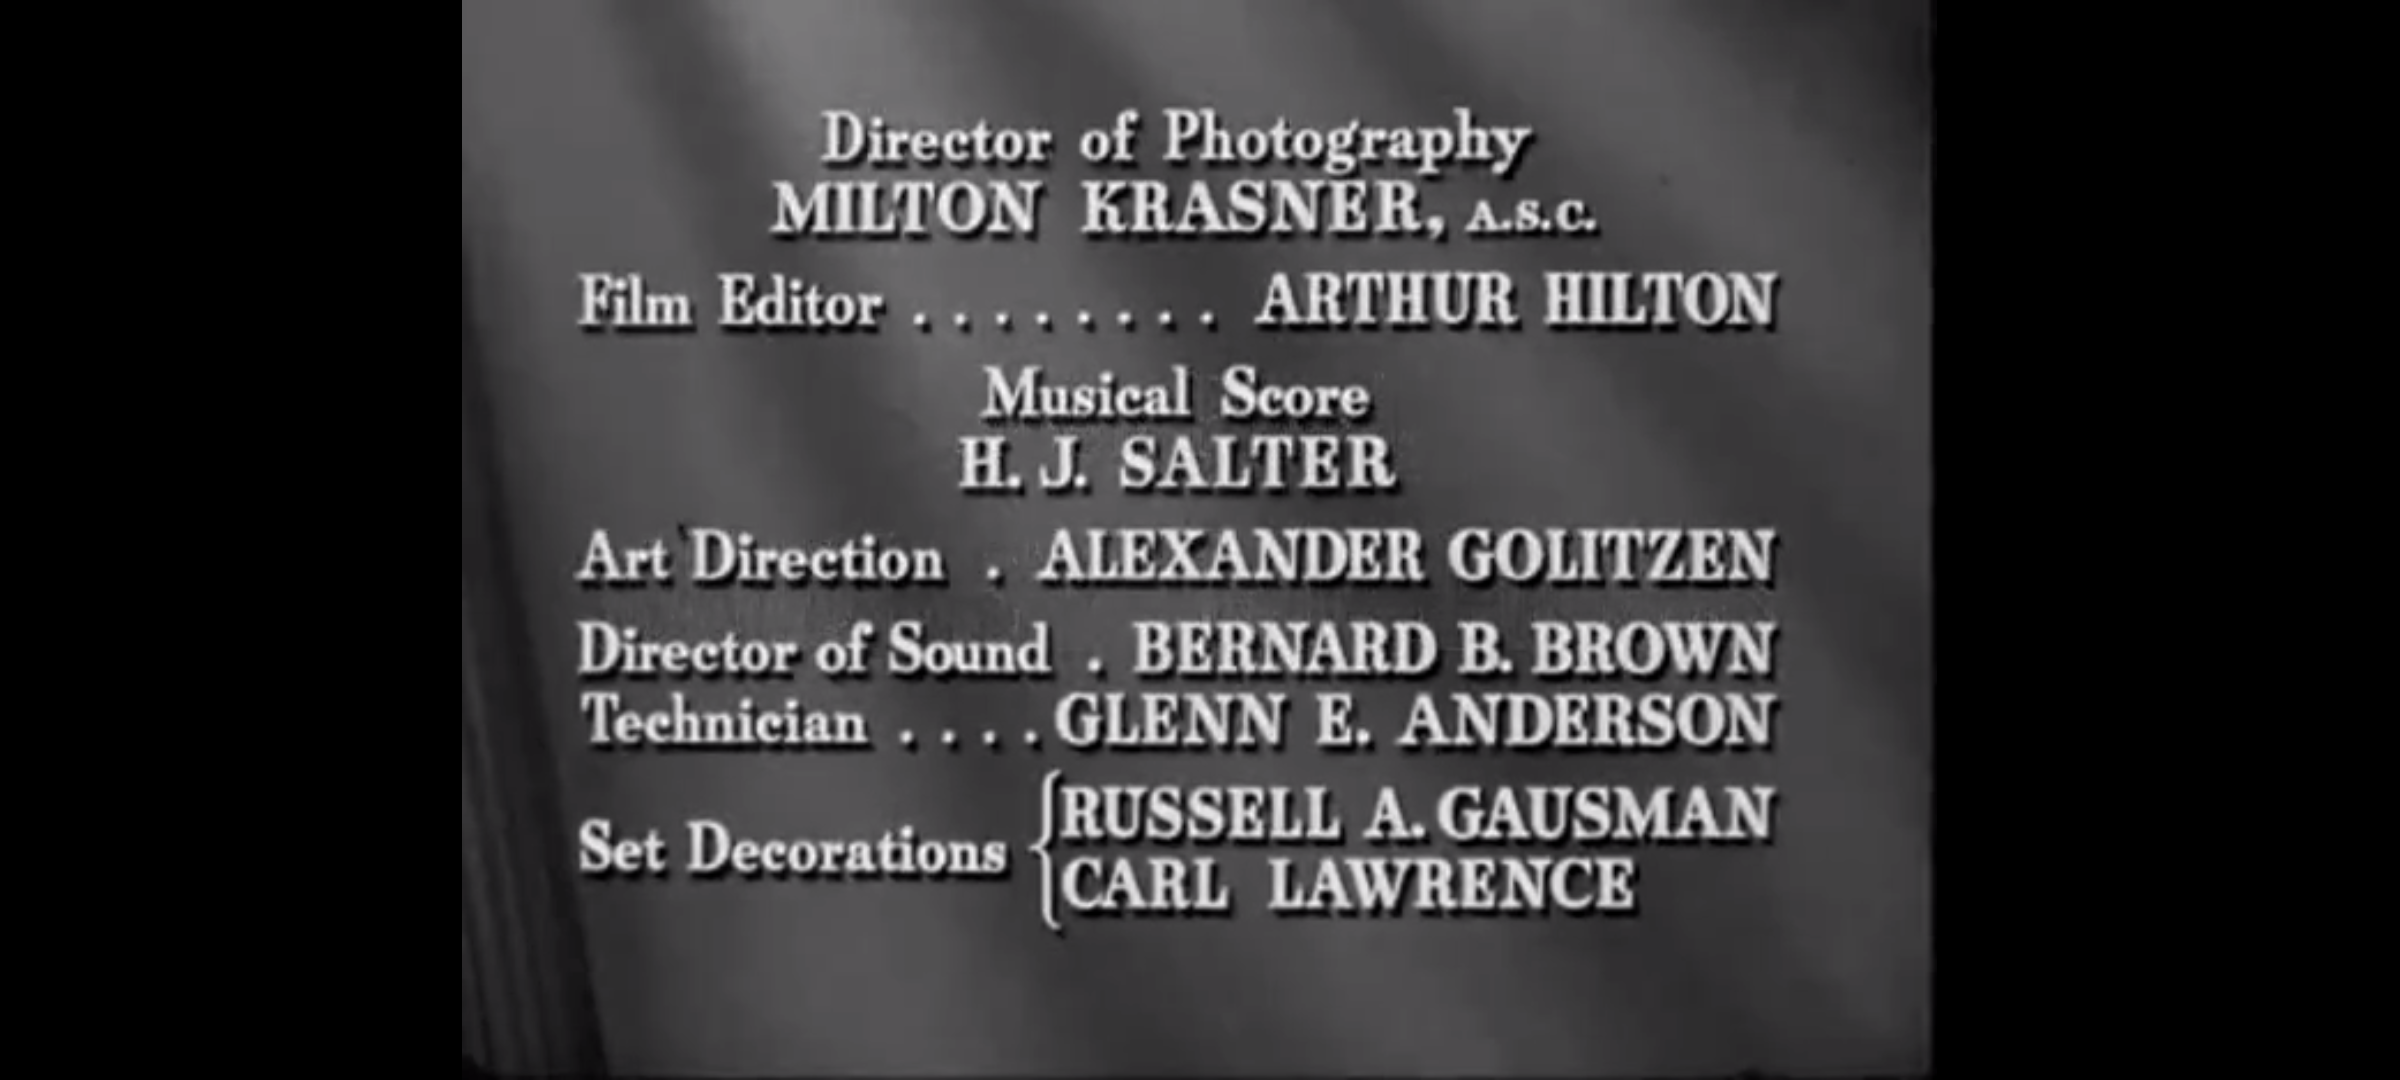 Director of Photography
MILTON KRASNER, A.S.C.
Film Editor ........ ARTHUR HILTON
Musical Score
H. J. SALTER
Art Direction . ALEXANDER GOLITZEN
Director of Sound . BERNARD B. BROWN
Technician .... GLENN E. ANDERSON
Set Decorations { RUSSELL A. GAUSMAN
CARL LAWRENCE